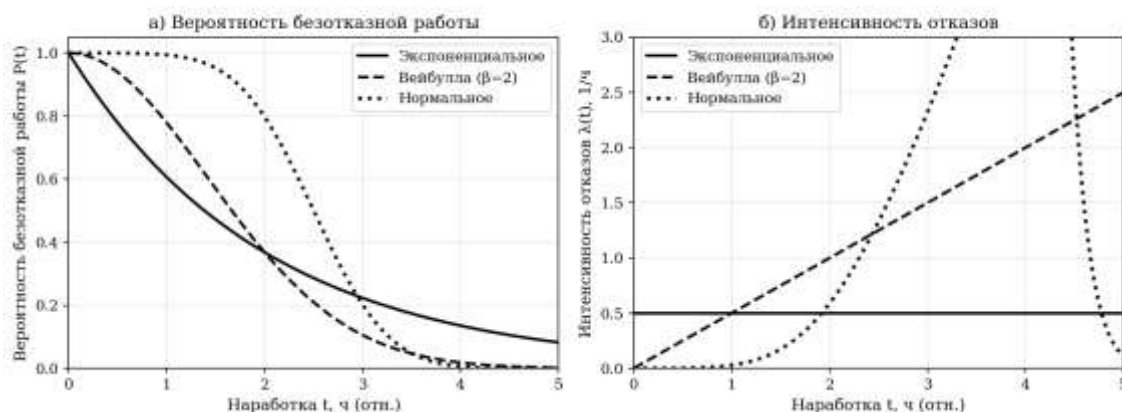 а) Вероятность безотказной работы
Вероятность безотказной работы P(t)
1.0
0.8
0.6
0.4
0.2
0.0
Экспоненциальное
Вейбулла (β=2)
Нормальное
0 1 2 3 4 5
Наработка t, ч (отн.)
б) Интенсивность отказов
Интенсивность отказов λ(t), 1/ч
3.0
2.5
2.0
1.5
1.0
0.5
0.0
Экспоненциальное
Вейбулла (β=2)
Нормальное
0 1 2 3 4 5
Наработка t, ч (отн.)